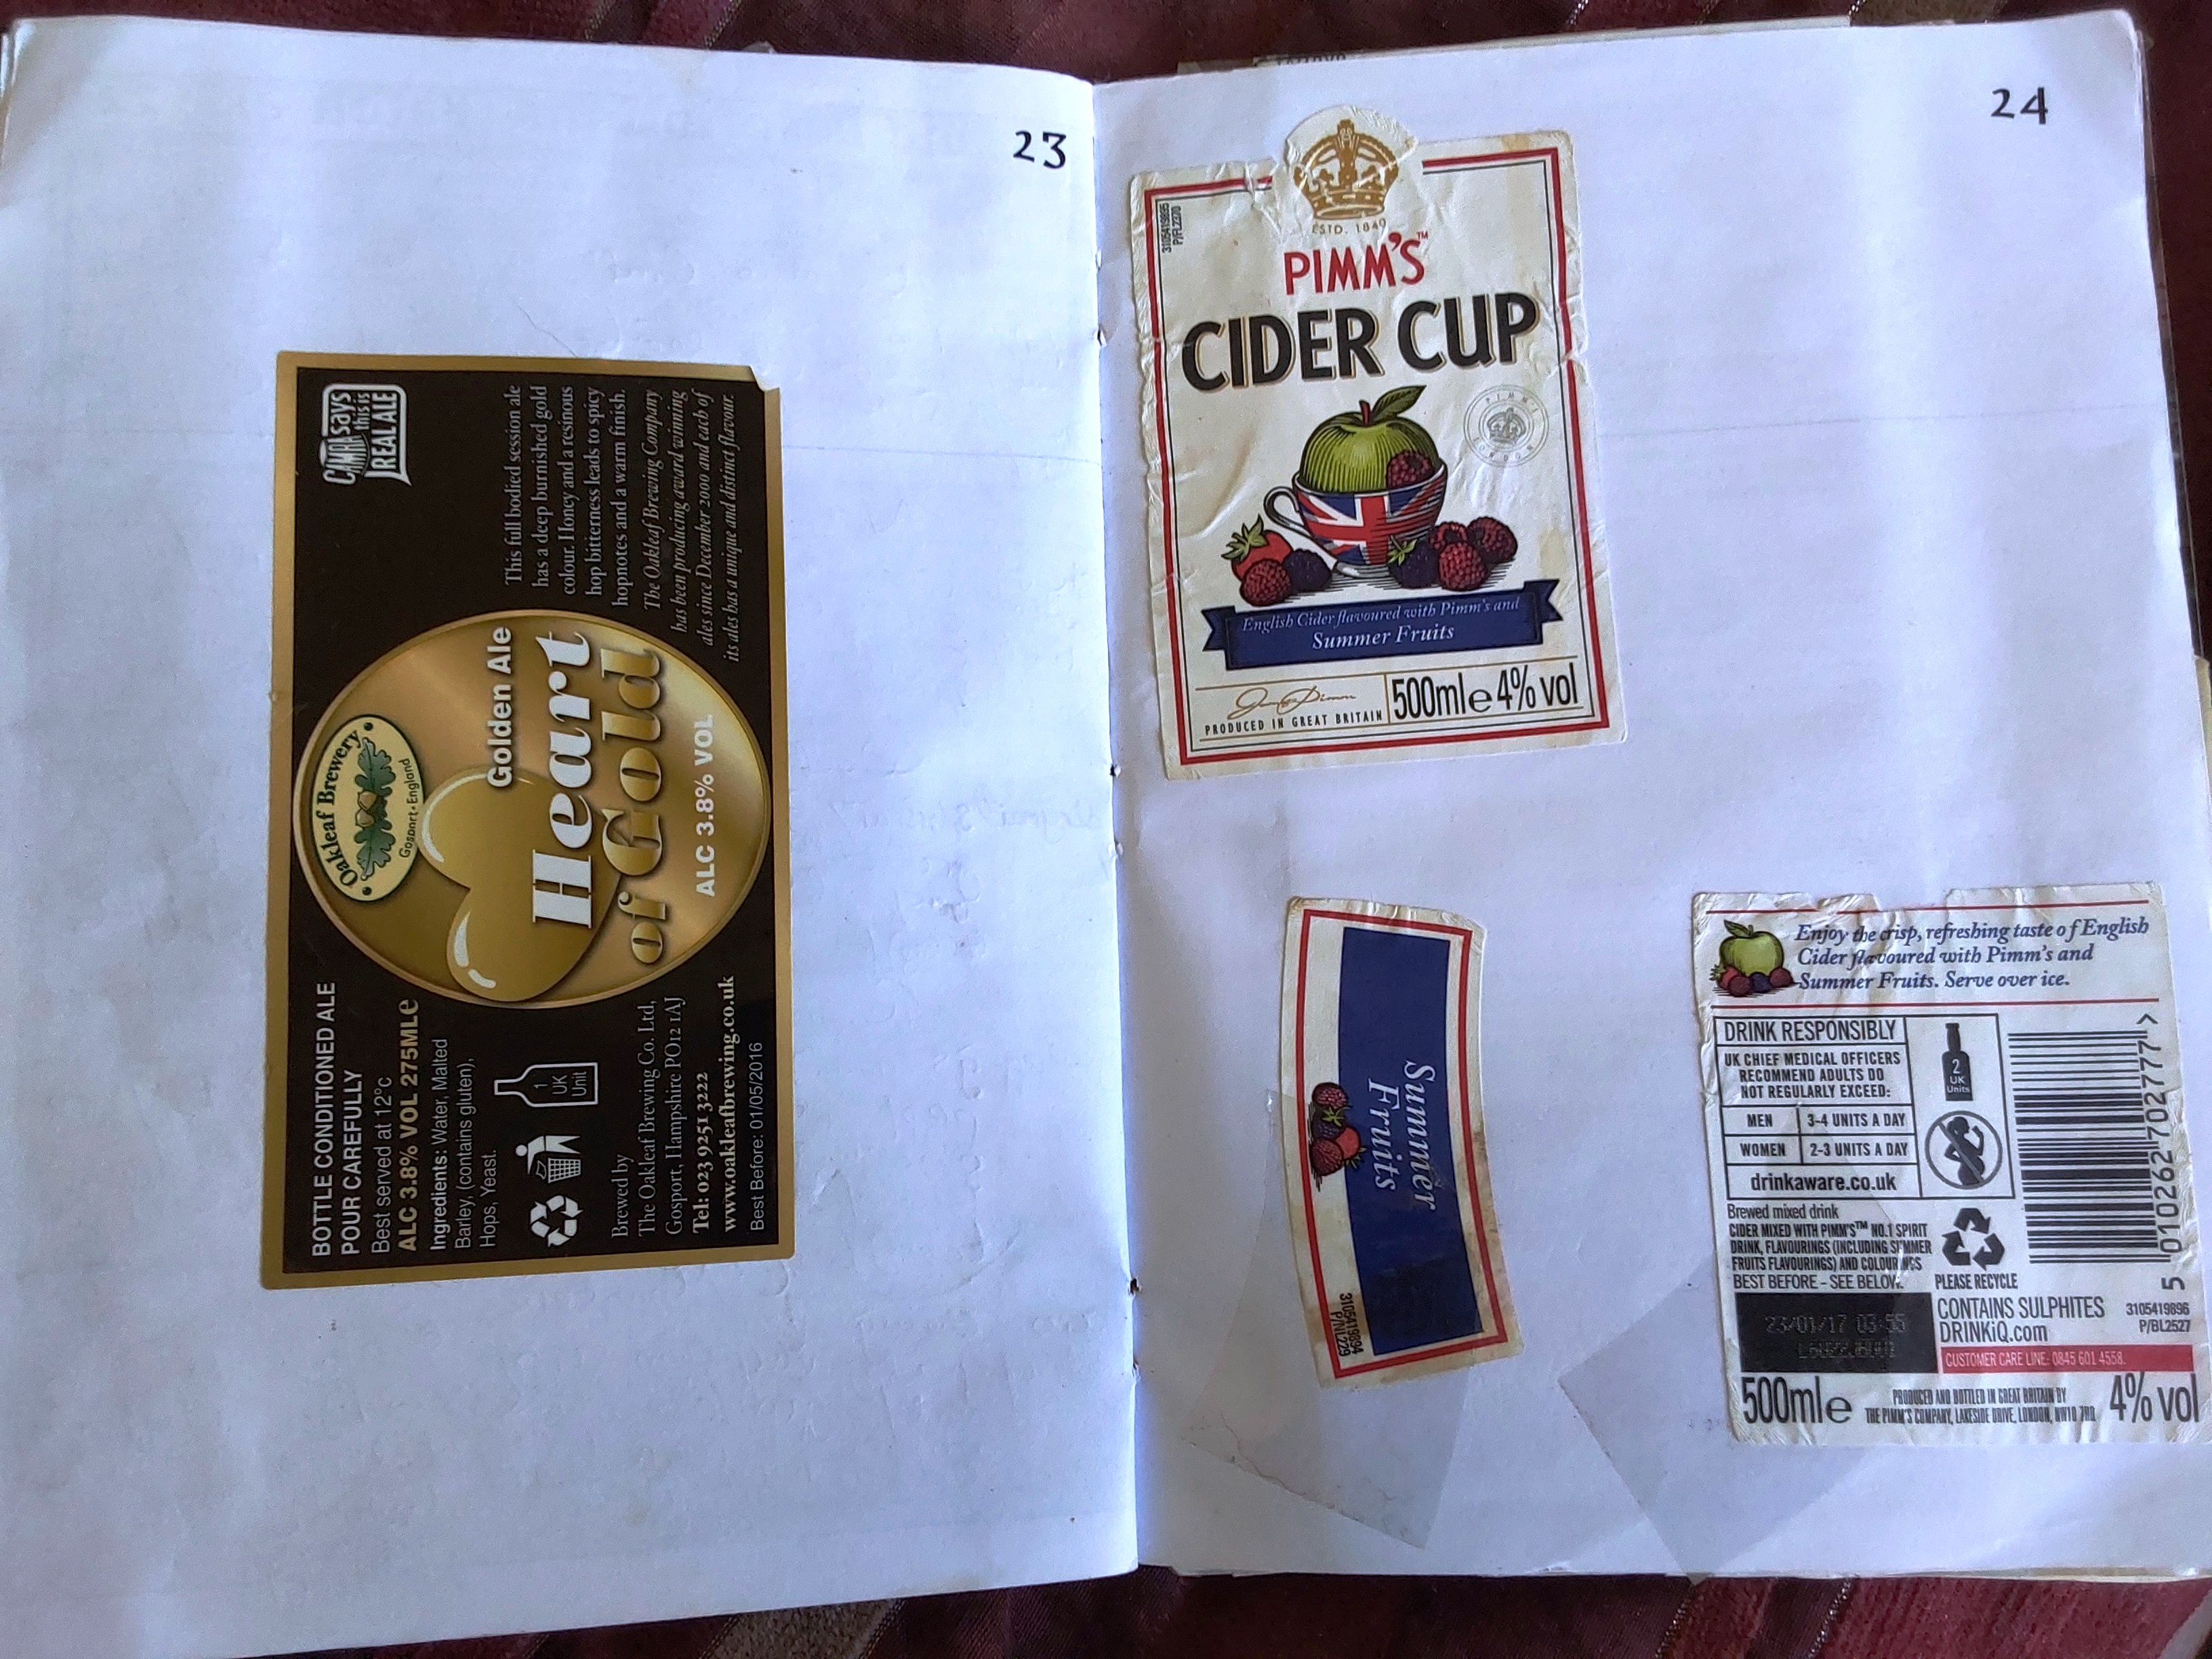 23
BOTTLE CONDITIONED ALE
POUR CAREFULLY
Best served at 12°c
ALC 3.8% VOL 275MLe
Ingredients: Water, Malted
Barley, (contains gluten),
Hops, Yeast.
1
UK
Unit
Brewed by
The Oakleaf Brewing Co. Ltd,
Gosport, Hampshire PO12 1AJ
Tel: 023 9251 3222
www.oakleafbrewing.co.uk
Best Before: 01/05/2016
Oakleaf Brewery
Gosport • England
Golden Ale
Heart
of Gold
ALC 3.8% VOL
CAMRA says
this is
REAL ALE
This full bodied session ale
has a deep burnished gold
colour. Honey and a resinous
hop bitterness leads to spicy
hopnotes and a warm finish.
The Oakleaf Brewing Company
has been producing award winning
ales since December 2000 and each of
its ales has a unique and distinct flavour.
24
3105419895
P/FL2370
ESTD. 1840
PIMM'S™
CIDER CUP
PIMM'S
LONDON
English Cider flavoured with Pimm's and
Summer Fruits
PRODUCED IN GREAT BRITAIN
500mle 4% vol
Summer
Fruits
3105419894
P/NL229
Enjoy the crisp, refreshing taste of English
Cider flavoured with Pimm's and
Summer Fruits. Serve over ice.
DRINK RESPONSIBLY
UK CHIEF MEDICAL OFFICERS
RECOMMEND ADULTS DO
NOT REGULARLY EXCEED:
MEN 3-4 UNITS A DAY
WOMEN 2-3 UNITS A DAY
drinkaware.co.uk
2
UK
Units
Brewed mixed drink
CIDER MIXED WITH PIMM'S™ NO.1 SPIRIT
DRINK, FLAVOURINGS (INCLUDING SUMMER
FRUITS FLAVOURINGS) AND COLOURINGS
BEST BEFORE – SEE BELOW.
PLEASE RECYCLE
5 010262 702777 >
23/01/17 03:55
CONTAINS SULPHITES
DRINKiQ.com
3105419896
P/BL2527
CUSTOMER CARE LINE: 0845 601 4558.
500mle
PRODUCED AND BOTTLED IN GREAT BRITAIN BY
THE PIMM'S COMPANY, LAKESIDE DRIVE, LONDON, NW10 7HQ
4% vol